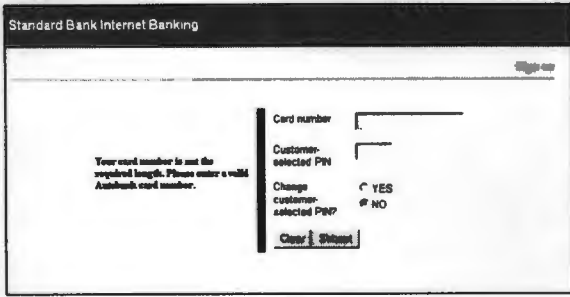 Standard Bank Internet Banking
Sign-on
Your card number is not the
required length. Please enter a valid
Autobank card number.
Card number
Customer-
selected PIN
Change
customer-
selected PIN?
YES
NO
Clear
Submit